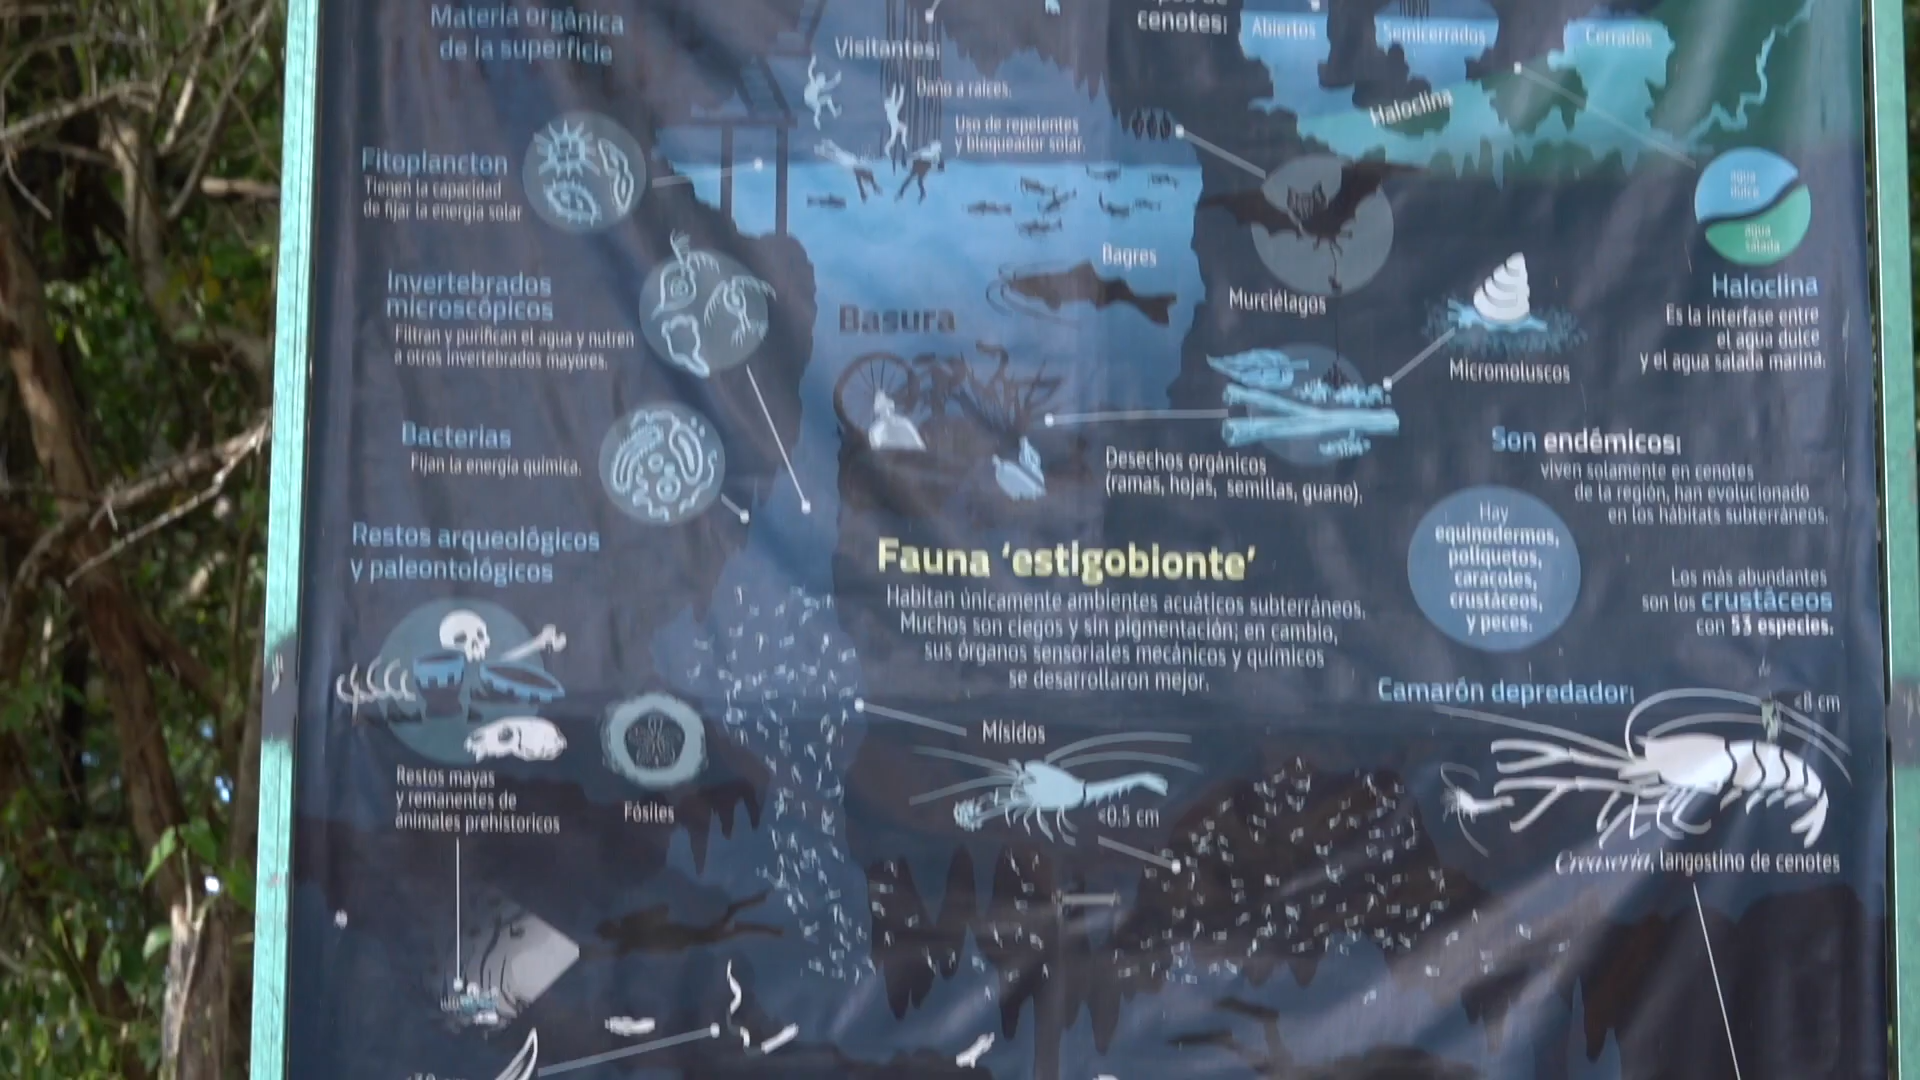 Materia orgánica
de la superficie
Visitantes:
Daño a raíces.
Uso de repelentes
y bloqueador solar.
cenotes:
Abiertos
Semicerrados
Cerrados
Haloclina
Fitoplancton
Tienen la capacidad
de fijar la energía solar
agua
dulce
agua
salada
Haloclina
Es la interfase entre
el agua dulce
y el agua salada marina.
Invertebrados
microscópicos
Filtran y purifican el agua y nutren
a otros invertebrados mayores.
Bagres
Murciélagos
Basura
Micromoluscos
Bacterias
Fijan la energía química.
Desechos orgánicos
(ramas, hojas, semillas, guano).
Son endémicos:
viven solamente en cenotes
de la región, han evolucionado
en los hábitats subterráneos.
Hay
equinodermos,
poliquetos,
caracoles,
crustáceos,
y peces.
Los más abundantes
son los crustáceos
con 53 especies.
Restos arqueológicos
y paleontológicos
Fauna ‘estigobionte’
Habitan únicamente ambientes acuáticos subterráneos.
Muchos son ciegos y sin pigmentación; en cambio,
sus órganos sensoriales mecánicos y químicos
se desarrollaron mejor.
Camarón depredador:
<8 cm
Mísidos
<0.5 cm
Restos mayas
y remanentes de
animales prehistoricos
Fósiles
Creaseria, langostino de cenotes